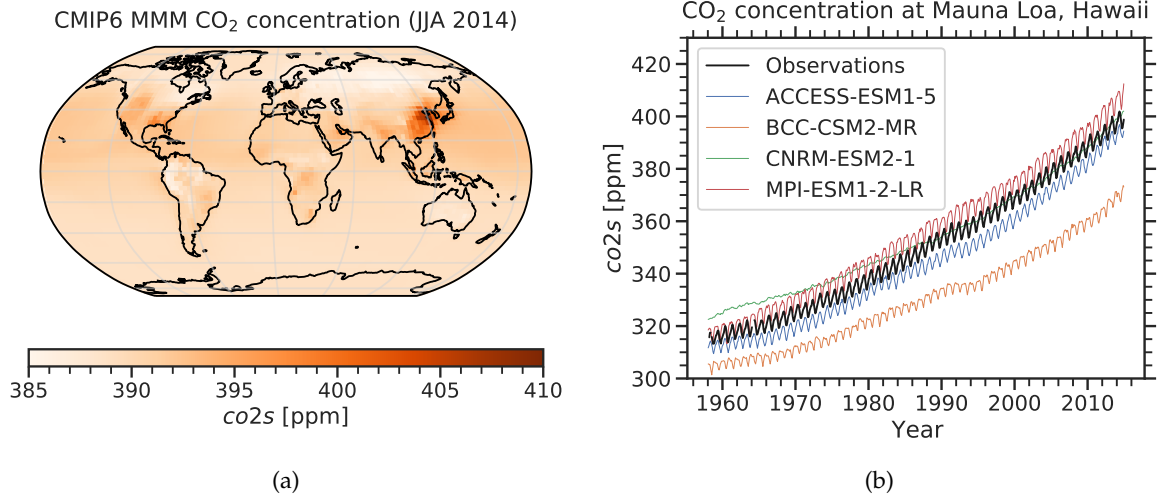 CMIP6 MMM CO₂ concentration (JJA 2014)
385 390 395 400 405 410
co2s [ppm]
(a)
CO₂ concentration at Mauna Loa, Hawaii
Observations
ACCESS-ESM1-5
BCC-CSM2-MR
CNRM-ESM2-1
MPI-ESM1-2-LR
420
400
380
360
340
320
300
co2s [ppm]
1960 1970 1980 1990 2000 2010
Year
(b)